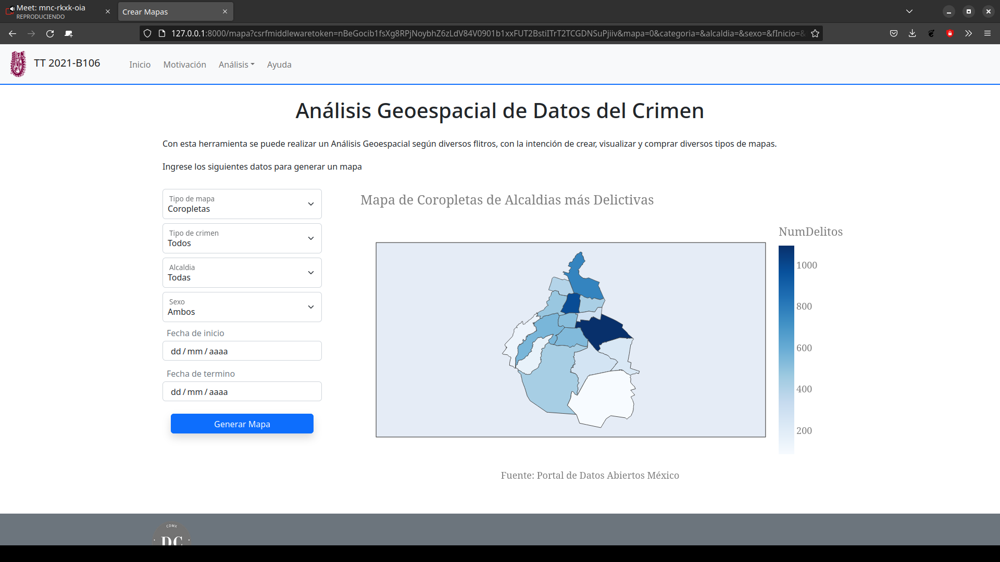 Meet: mnc-rkxk-oia
REPRODUCIENDO
Crear Mapas
127.0.0.1:8000/mapa?csrfmiddlewaretoken=nBeGocib1fsXg8RPjNoybhZ6zLdV84V0901b1xxFUT2BstiITrT2TCGDNSuPjiiv&mapa=0&categoria=&alcaldia=&sexo=&fInicio=&
TT 2021-B106
Inicio
Motivación
Análisis
Ayuda
Análisis Geoespacial de Datos del Crimen
Con esta herramienta se puede realizar un Análisis Geoespacial según diversos flitros, con la intención de crear, visualizar y comprar diversos tipos de mapas.
Ingrese los siguientes datos para generar un mapa
Tipo de mapa
Coropletas
Tipo de crimen
Todos
Alcaldia
Todas
Sexo
Ambos
Fecha de inicio
dd/mm/aaaa
Fecha de termino
dd/mm/aaaa
Generar Mapa
Mapa de Coropletas de Alcaldias más Delictivas
NumDelitos
1000
800
600
400
200
Fuente: Portal de Datos Abiertos México
CDMX
DC